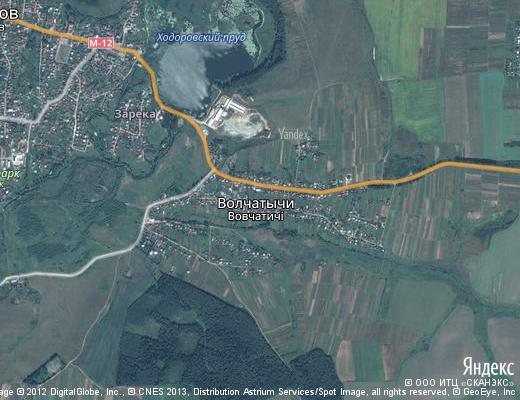 ов
в
М-12
Ходоровский пруд
Зарека
Yandex
арк
к
Волчатычи
Вовчатичі
Яндекс
© ООО ИТЦ «СКАНЭКС»
age © 2012 DigitalGlobe, Inc., © CNES 2013, Distribution Astrium Services/Spot Image, all rights reserved, © GeoEye, Inc